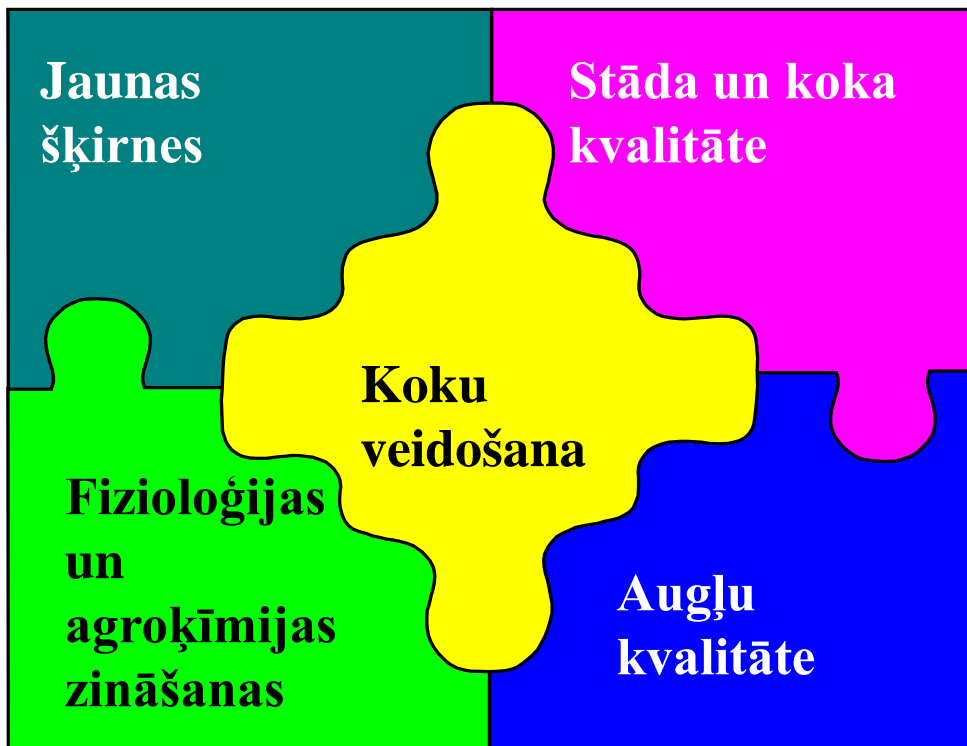 Jaunas
šķirnes
Stāda un koka
kvalitāte
Koku
veidošana
Fizioloģijas
un
agroķīmijas
zināšanas
Augļu
kvalitāte